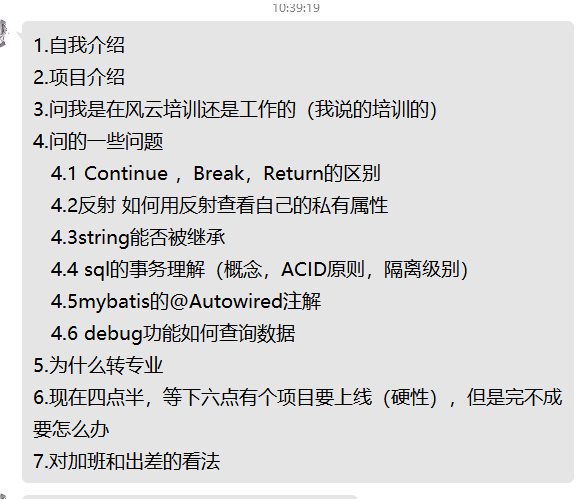 10:39:19
1.自我介绍
2.项目介绍
3.问我是在风云培训还是工作的（我说的培训的）
4.问的一些问题
4.1 Continue ，Break，Return的区别
4.2反射 如何用反射查看自己的私有属性
4.3string能否被继承
4.4 sql的事务理解（概念，ACID原则，隔离级别）
4.5mybatis的@Autowired注解
4.6 debug功能如何查询数据
5.为什么转专业
6.现在四点半，等下六点有个项目要上线（硬性）, 但是完不成
要怎么办
7.对加班和出差的看法